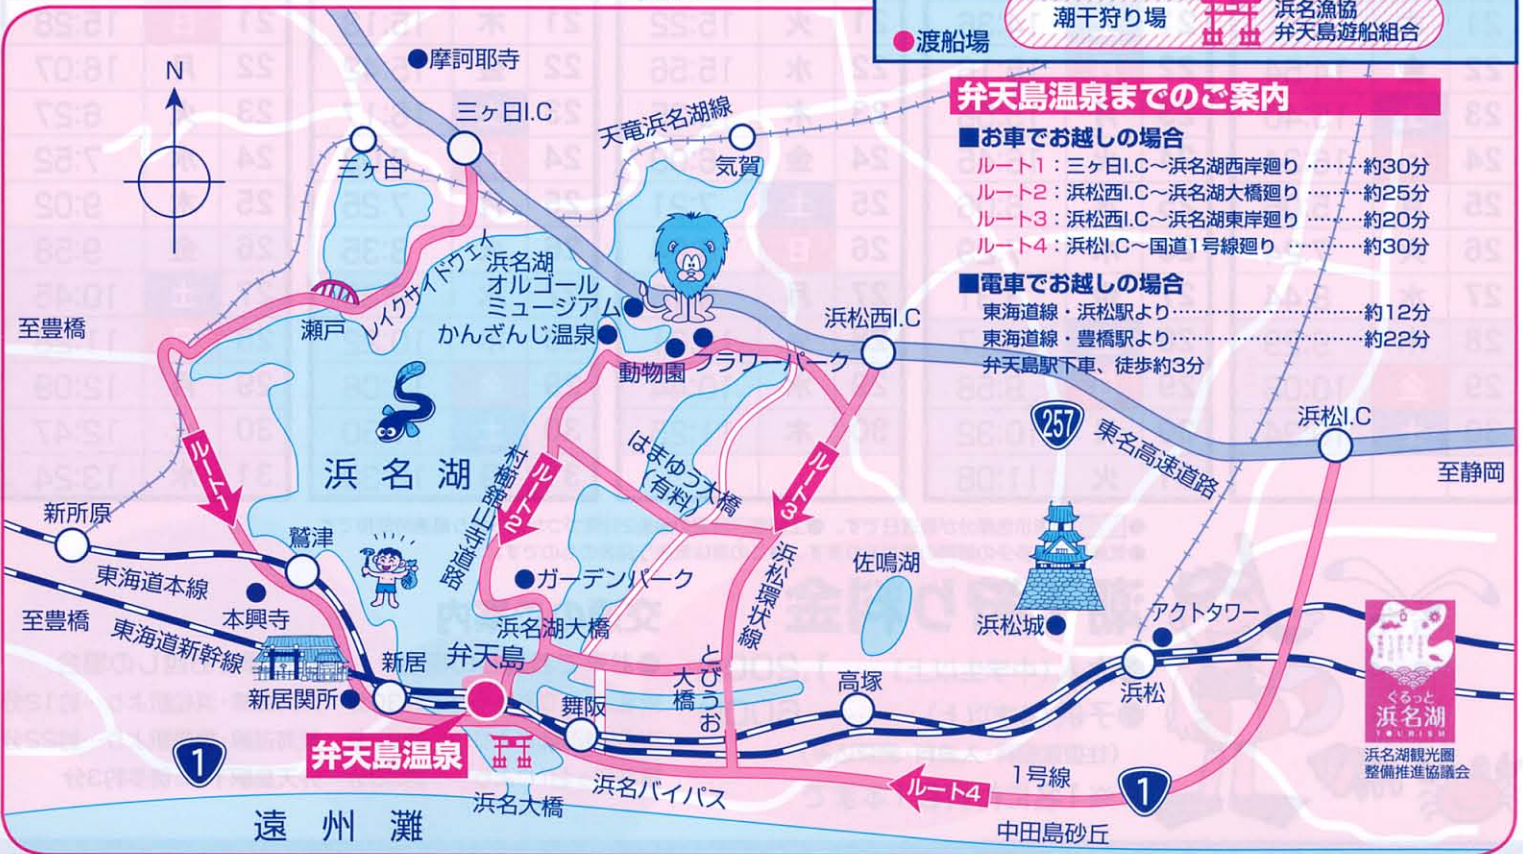 潮干狩り場
浜名漁協
弁天島遊船組合
●渡船場
弁天島温泉までのご案内
■お車でお越しの場合
ルート1：三ヶ日I.C〜浜名湖西岸廻り………約30分
ルート2：浜松西I.C〜浜名湖大橋廻り………約25分
ルート3：浜松西I.C〜浜名湖東岸廻り………約20分
ルート4：浜松I.C〜国道1号線廻り…………約30分
■電車でお越しの場合
東海道線・浜松駅より……………………約12分
東海道線・豊橋駅より……………………約22分
弁天島駅下車、徒歩約3分
N
摩訶耶寺
三ヶ日I.C
三ヶ日
天竜浜名湖線
気賀
レイクサイドウェイ
浜名湖
オルゴール
ミュージアム
かんざんじ温泉
動物園
フラワーパーク
浜松西I.C
瀬戸
至豊橋
257
東名高速道路
浜松I.C
至静岡
ルート1
浜名湖
村櫛舘山寺道路
ルート2
はまゆう大橋
(有料)
ルート3
浜松環状線
新所原
鷲津
東海道本線
本興寺
至豊橋
東海道新幹線
新居関所
新居
ガーデンパーク
浜名湖大橋
弁天島
舞阪
とびうお
大橋
佐鳴湖
浜松城
アクトタワー
高塚
浜松
弁天島温泉
1
浜名大橋
浜名バイパス
ルート4
1号線
1
中田島砂丘
遠州灘
ぐるっと
浜名湖
TOURISM
浜名湖観光圏
整備推進協議会